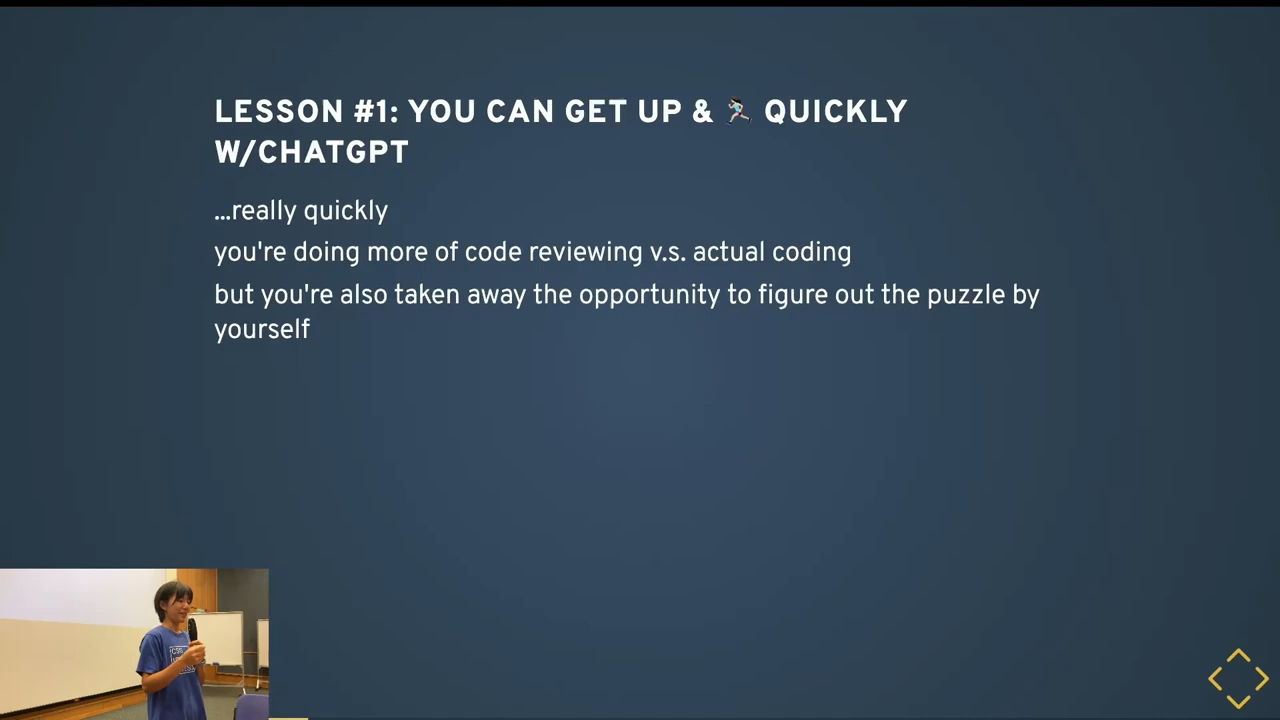 LESSON #1: YOU CAN GET UP & 🏃🏻‍♀️ QUICKLY
W/CHATGPT
...really quickly
you're doing more of code reviewing v.s. actual coding
but you're also taken away the opportunity to figure out the puzzle by
yourself